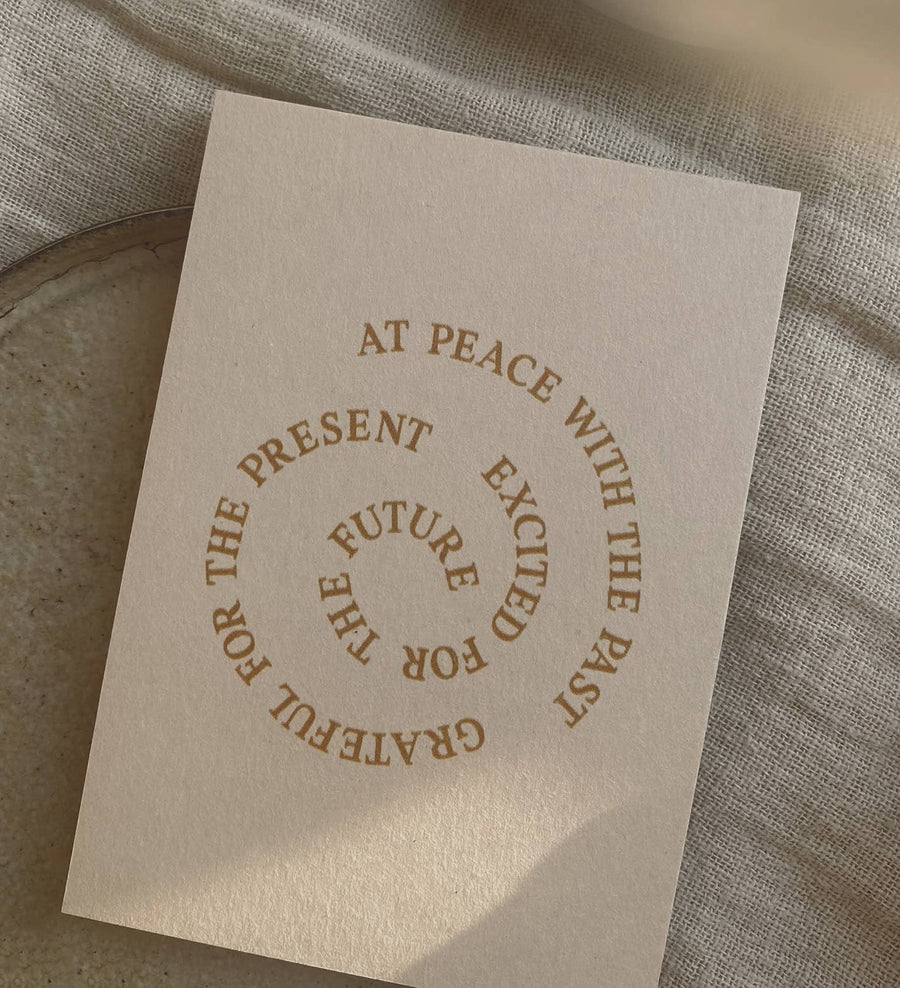 AT PEACE WITH THE PAST
GRATEFUL FOR THE PRESENT
EXCITED FOR THE FUTURE